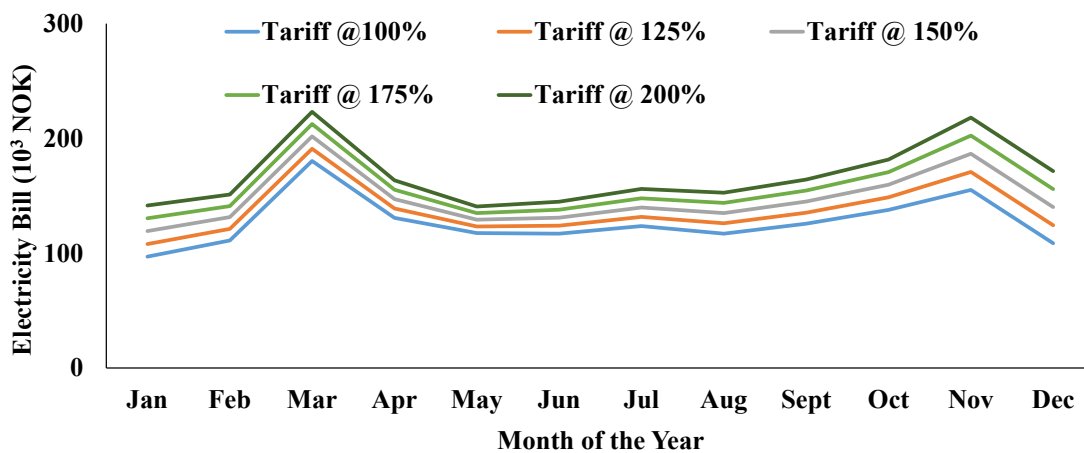 300
200
100
0
Electricity Bill (10³ NOK)
Tariff @100%
Tariff @ 125%
Tariff @ 150%
Tariff @ 175%
Tariff @ 200%
Jan Feb Mar Apr May Jun Jul Aug Sept Oct Nov Dec
Month of the Year